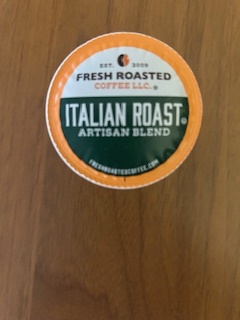 EST. 2009
FRESH ROASTED
COFFEE LLC.®
ITALIAN ROAST®
ARTISAN BLEND
FRESHROASTEDCOFFEE.COM